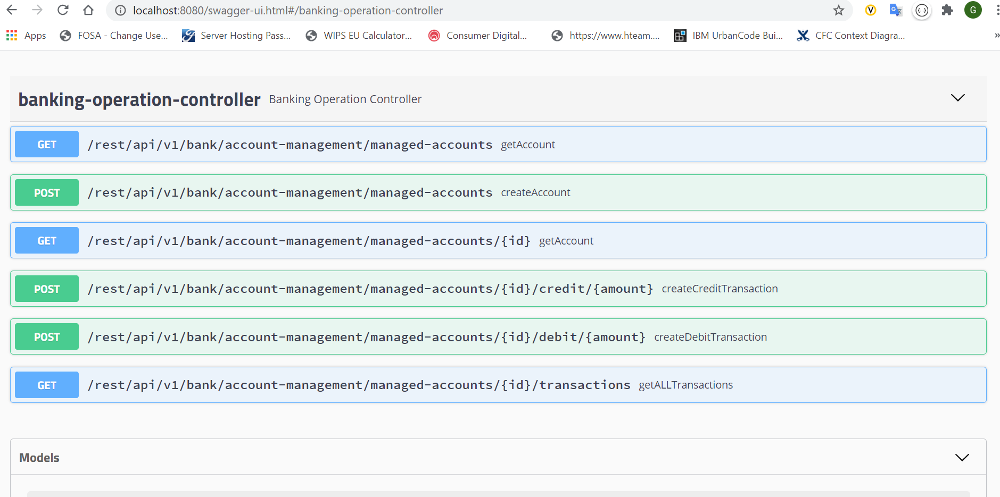 localhost:8080/swagger-ui.html#/banking-operation-controller
V G {...} G
Apps FOSA - Change Use... Server Hosting Pass... WIPS EU Calculator... Consumer Digital... https://www.hteam.... IBM UrbanCode Bui... CFC Context Diagra... »
banking-operation-controller Banking Operation Controller
GET /rest/api/v1/bank/account-management/managed-accounts getAccount
POST /rest/api/v1/bank/account-management/managed-accounts createAccount
GET /rest/api/v1/bank/account-management/managed-accounts/{id} getAccount
POST /rest/api/v1/bank/account-management/managed-accounts/{id}/credit/{amount} createCreditTransaction
POST /rest/api/v1/bank/account-management/managed-accounts/{id}/debit/{amount} createDebitTransaction
GET /rest/api/v1/bank/account-management/managed-accounts/{id}/transactions getALLTransactions
Models